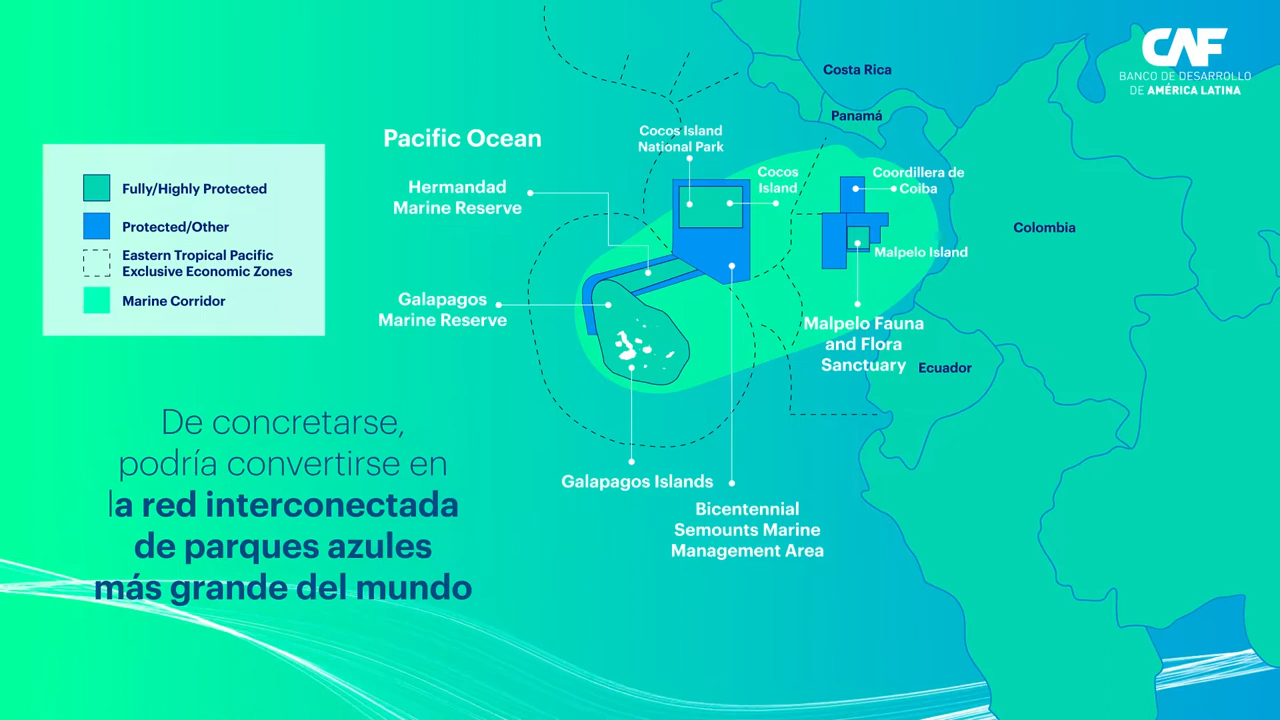 CAF
BANCO DE DESARROLLO
DE AMÉRICA LATINA
Costa Rica
Panamá
Pacific Ocean
Cocos Island
National Park
Cocos
Island
Coordillera de
Coiba
Hermandad
Marine Reserve
Fully/Highly Protected
Protected/Other
Eastern Tropical Pacific
Exclusive Economic Zones
Marine Corridor
Colombia
Malpelo Island
Galapagos
Marine Reserve
Malpelo Fauna
and Flora
Sanctuary
Ecuador
De concretarse,
podría convertirse en
la red interconectada
de parques azules
más grande del mundo
Galapagos Islands
Bicentennial
Semounts Marine
Management Area